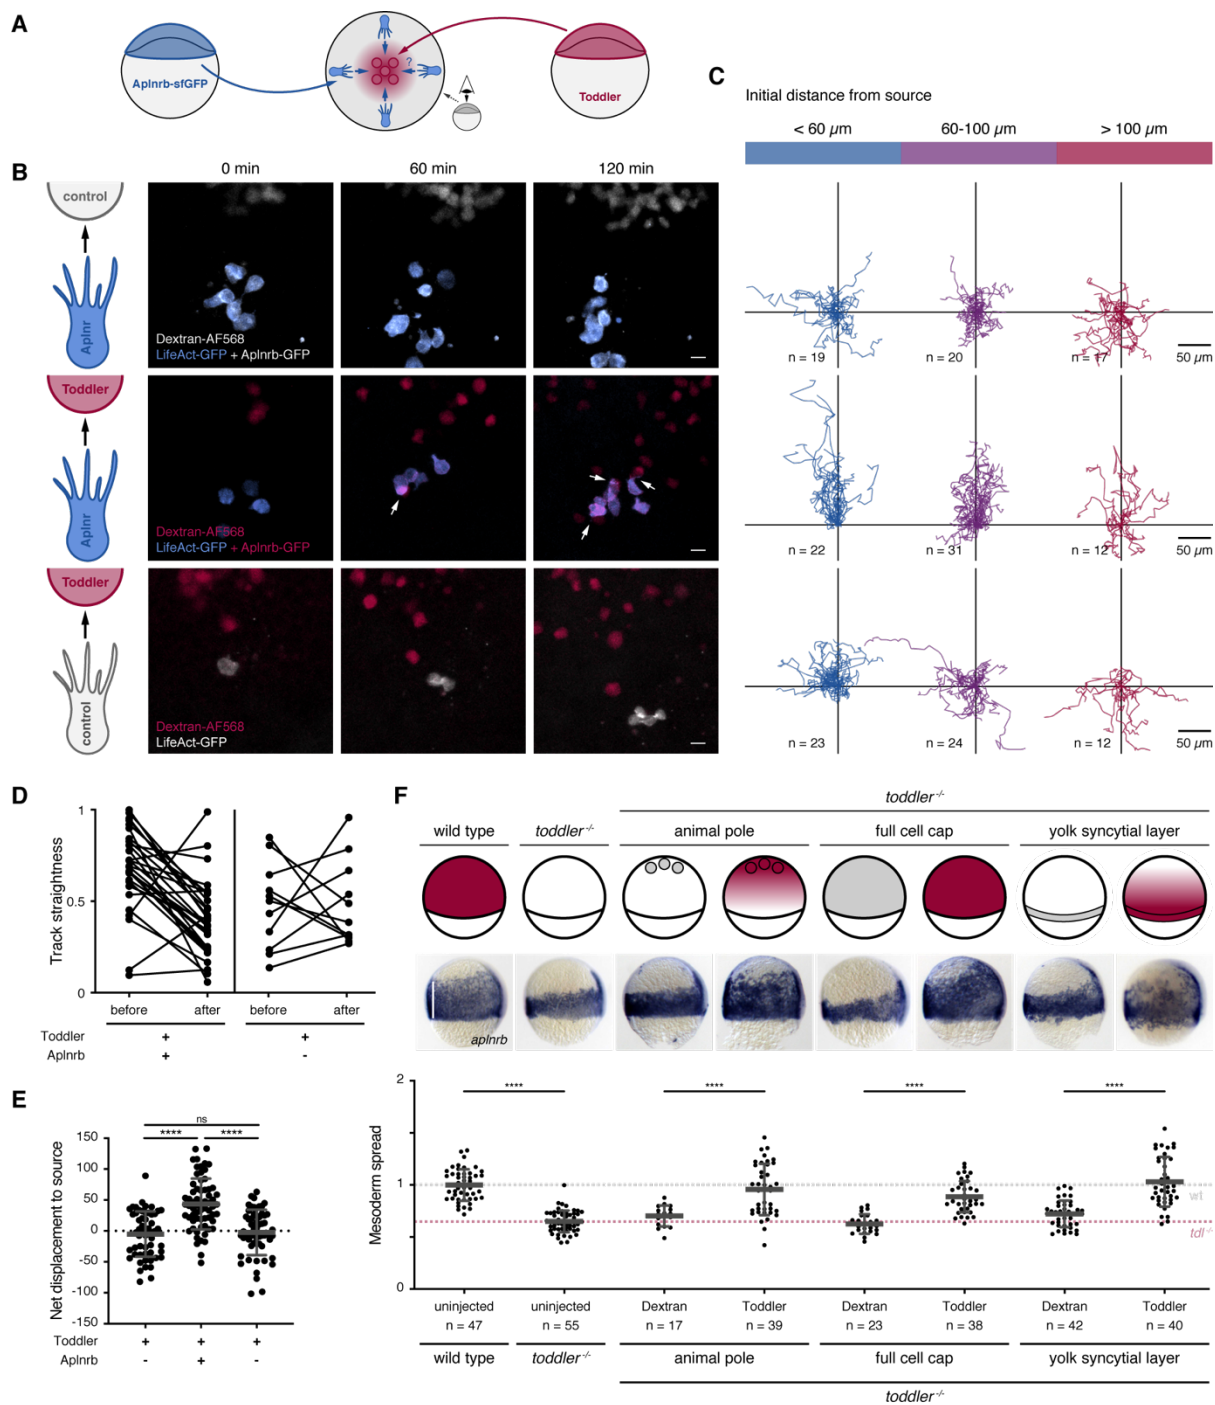 A
Aplnrb-sfGFP
?
Toddler
C
Initial distance from source
< 60 µm
60-100 µm
> 100 µm
B
0 min
60 min
120 min
control
Aplnr
Dextran-AF568
LifeAct-GFP + Aplnrb-GFP
n = 19
n = 20
n = 17
50 µm
Toddler
Aplnr
Dextran-AF568
LifeAct-GFP + Aplnrb-GFP
n = 22
n = 31
n = 12
50 µm
Toddler
control
Dextran-AF568
LifeAct-GFP
n = 23
n = 24
n = 12
50 µm
D
Track straightness
1
0.5
0
before
after
before
after
Toddler
+
+
Aplnrb
+
-
E
Net displacement to source
150
100
50
0
-50
-100
-150
ns
****
****
Toddler
+
+
+
Aplnrb
-
+
-
F
toddler -/-
wild type
toddler -/-
animal pole
full cell cap
yolk syncytial layer
aplnrb
Mesoderm spread
2
1
0
****
****
****
****
wt
tdl -/-
uninjected
uninjected
Dextran
Toddler
Dextran
Toddler
Dextran
Toddler
n = 47
n = 55
n = 17
n = 39
n = 23
n = 38
n = 42
n = 40
wild type
toddler -/-
animal pole
full cell cap
yolk syncytial layer
toddler -/-